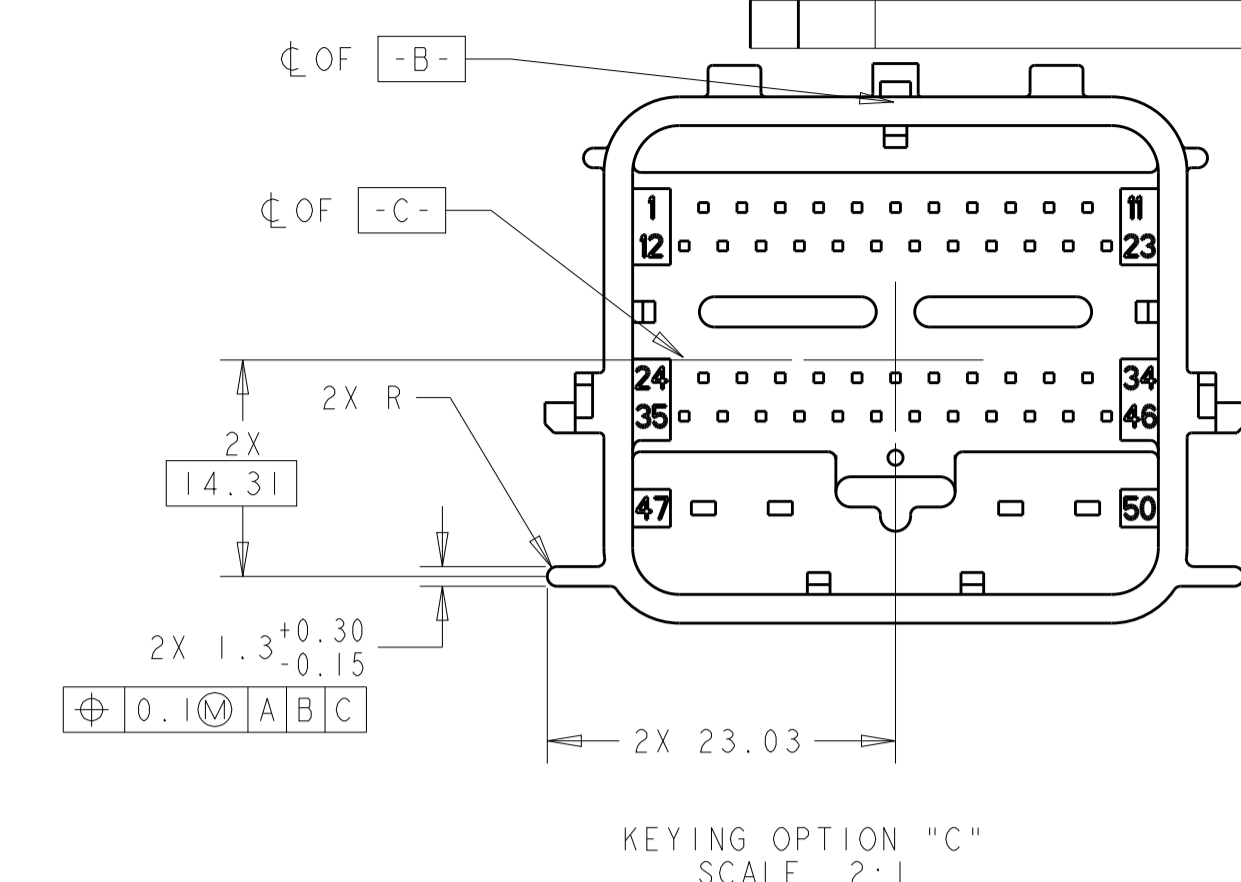 ℄ OF -B-
℄ OF -C-
1 11
12 23
24 34
35 46
47 50
2X R
2X
14.31
2X 1.3 +0.30
-0.15
⌖ 0.1Ⓜ A B C
2X 23.03
KEYING OPTION "C"
SCALE 2:1